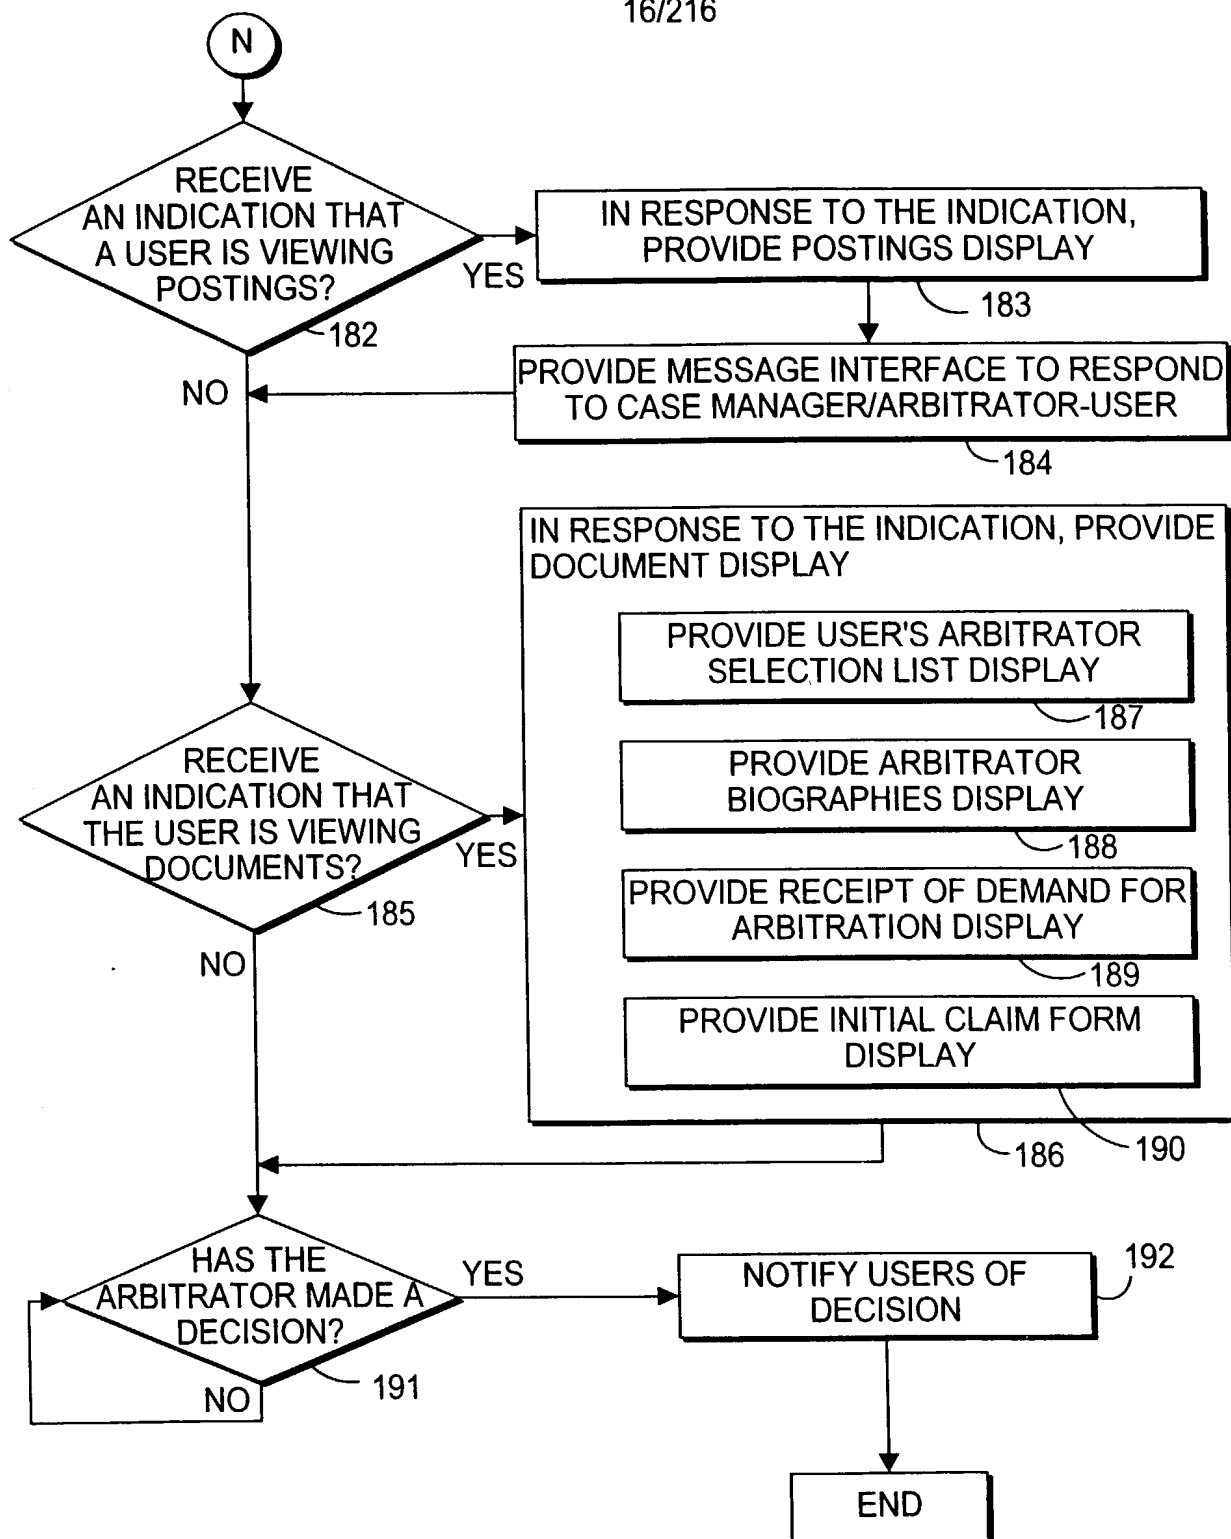 16/216
N
RECEIVE
AN INDICATION THAT
A USER IS VIEWING
POSTINGS?
YES
182
NO
IN RESPONSE TO THE INDICATION,
PROVIDE POSTINGS DISPLAY
183
PROVIDE MESSAGE INTERFACE TO RESPOND
TO CASE MANAGER/ARBITRATOR-USER
184
RECEIVE
AN INDICATION THAT
THE USER IS VIEWING
DOCUMENTS?
YES
185
NO
IN RESPONSE TO THE INDICATION, PROVIDE
DOCUMENT DISPLAY
PROVIDE USER'S ARBITRATOR
SELECTION LIST DISPLAY
187
PROVIDE ARBITRATOR
BIOGRAPHIES DISPLAY
188
PROVIDE RECEIPT OF DEMAND FOR
ARBITRATION DISPLAY
189
PROVIDE INITIAL CLAIM FORM
DISPLAY
190
186
HAS THE
ARBITRATOR MADE A
DECISION?
YES
191
NO
NOTIFY USERS OF
DECISION
192
END